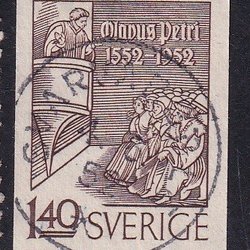 Olavus Petri
1552–1952
1.40 SVERIGE